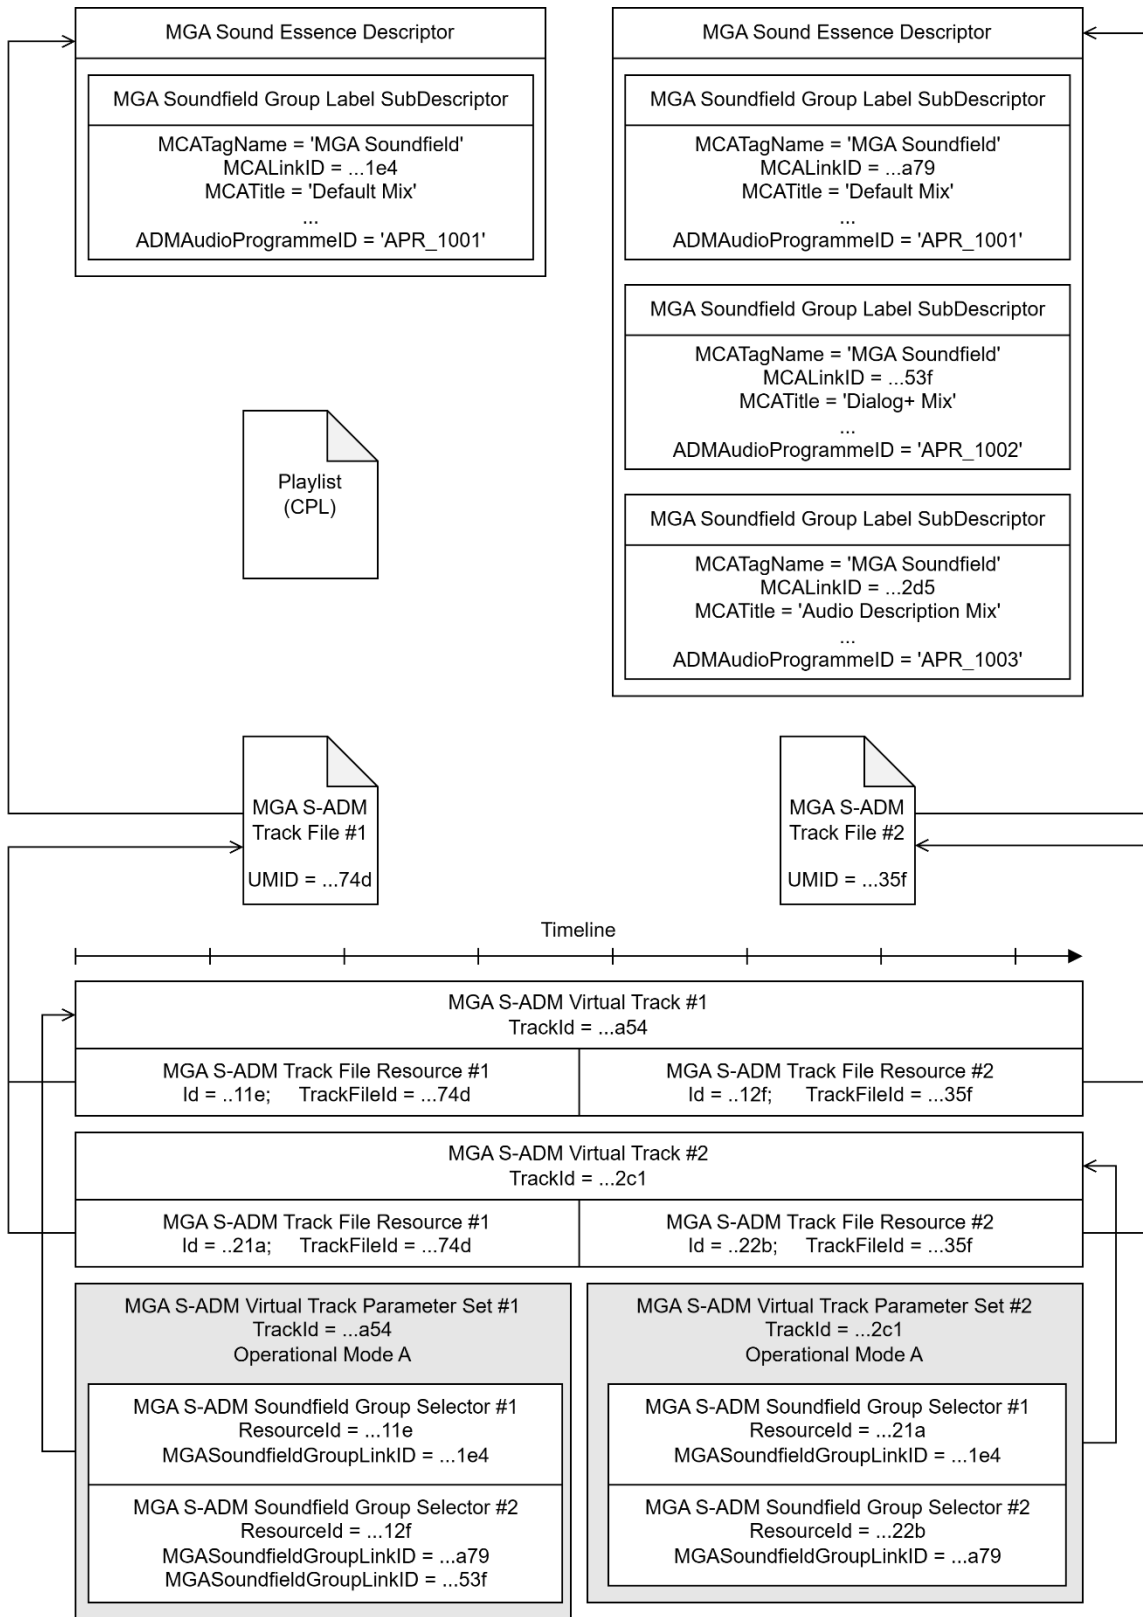 MGA Sound Essence Descriptor
MGA Soundfield Group Label SubDescriptor
MCATagName = 'MGA Soundfield'
MCALinkID = ...1e4
MCATitle = 'Default Mix'
...
ADMAudioProgrammeID = 'APR_1001'
MGA Sound Essence Descriptor
MGA Soundfield Group Label SubDescriptor
MCATagName = 'MGA Soundfield'
MCALinkID = ...a79
MCATitle = 'Default Mix'
...
ADMAudioProgrammeID = 'APR_1001'
MGA Soundfield Group Label SubDescriptor
MCATagName = 'MGA Soundfield'
MCALinkID = ...53f
MCATitle = 'Dialog+ Mix'
...
ADMAudioProgrammeID = 'APR_1002'
MGA Soundfield Group Label SubDescriptor
MCATagName = 'MGA Soundfield'
MCALinkID = ...2d5
MCATitle = 'Audio Description Mix'
...
ADMAudioProgrammeID = 'APR_1003'
Playlist
(CPL)
MGA S-ADM
Track File #1
UMID = ...74d
MGA S-ADM
Track File #2
UMID = ...35f
Timeline
MGA S-ADM Virtual Track #1
TrackId = ...a54
MGA S-ADM Track File Resource #1
Id = ..11e; TrackFileId = ...74d
MGA S-ADM Track File Resource #2
Id = ..12f; TrackFileId = ...35f
MGA S-ADM Virtual Track #2
TrackId = ...2c1
MGA S-ADM Track File Resource #1
Id = ..21a; TrackFileId = ...74d
MGA S-ADM Track File Resource #2
Id = ..22b; TrackFileId = ...35f
MGA S-ADM Virtual Track Parameter Set #1
TrackId = ...a54
Operational Mode A
MGA S-ADM Soundfield Group Selector #1
ResourceId = ...11e
MGASoundfieldGroupLinkID = ...1e4
MGA S-ADM Soundfield Group Selector #2
ResourceId = ...12f
MGASoundfieldGroupLinkID = ...a79
MGASoundfieldGroupLinkID = ...53f
MGA S-ADM Virtual Track Parameter Set #2
TrackId = ...2c1
Operational Mode A
MGA S-ADM Soundfield Group Selector #1
ResourceId = ...21a
MGASoundfieldGroupLinkID = ...1e4
MGA S-ADM Soundfield Group Selector #2
ResourceId = ...22b
MGASoundfieldGroupLinkID = ...a79